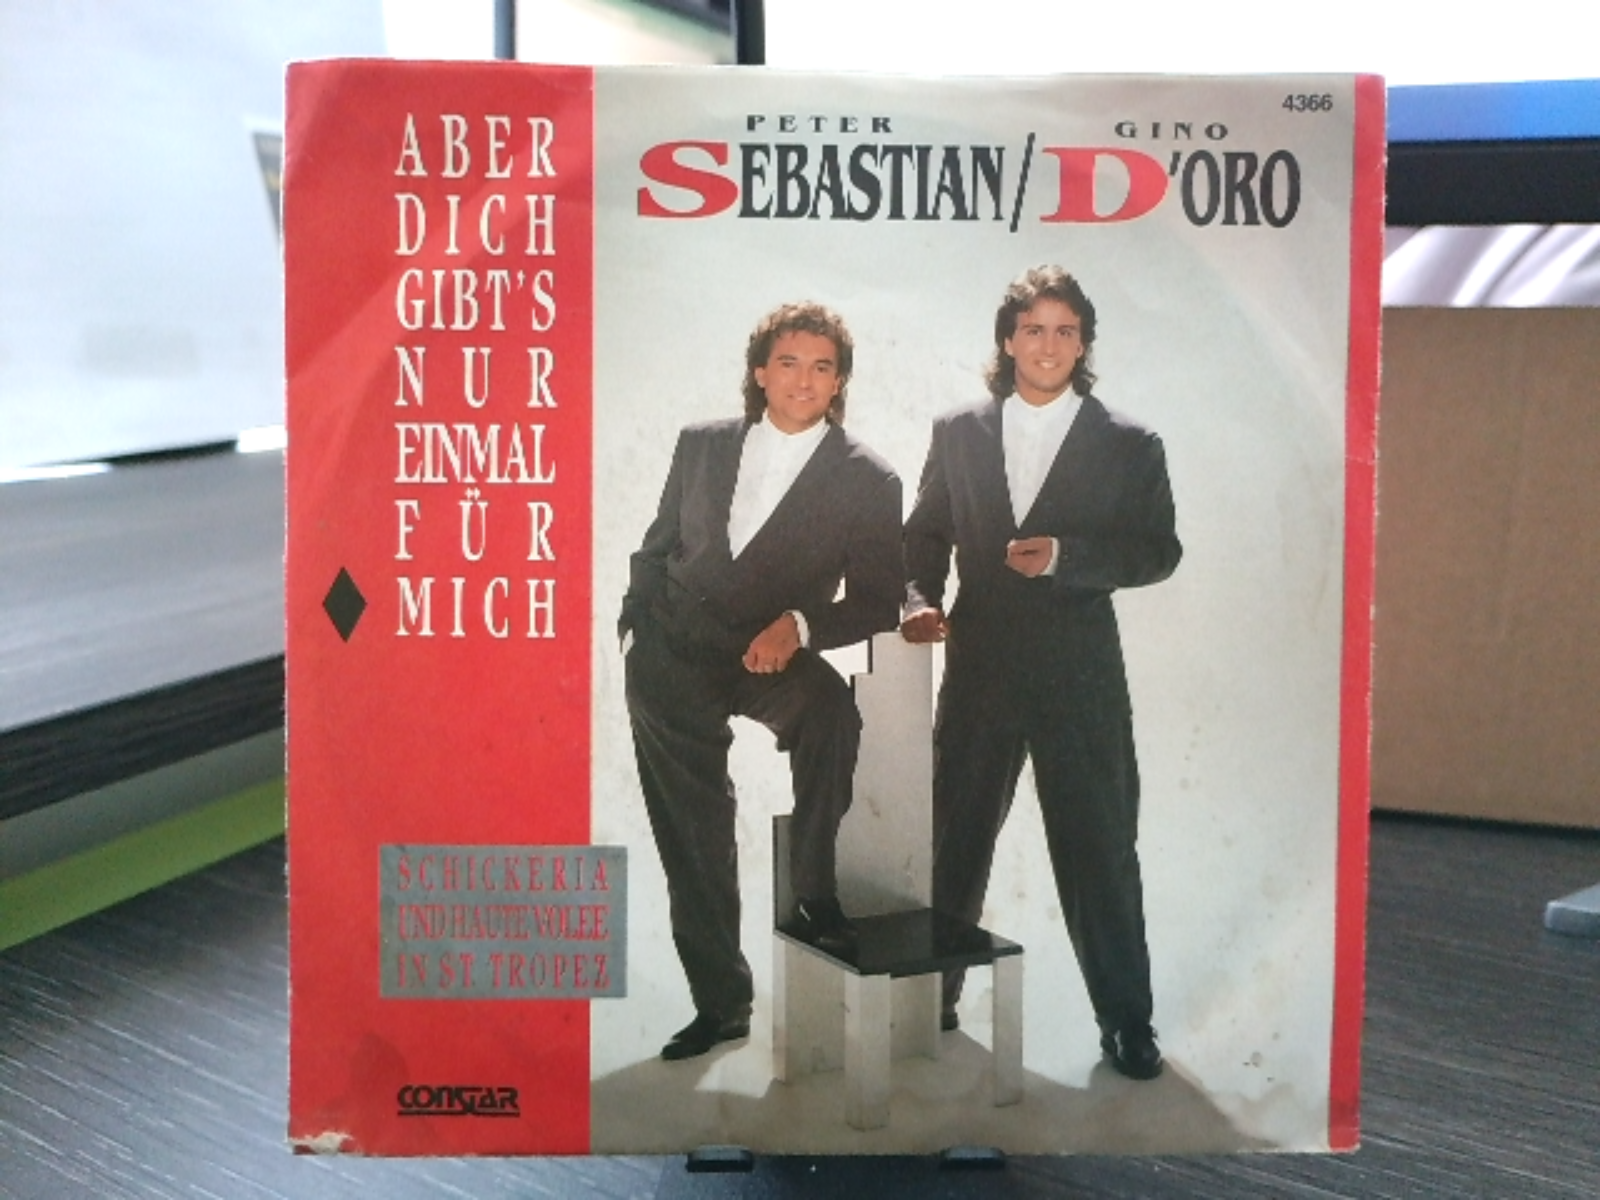 ABER
DICH
GIBT'S
NUR
EINMAL
FÜR
MICH
SCHICKERIA
UND HAUTE VOLEE
IN ST. TROPEZ
CONSTAR
4366
PETER GINO
SEBASTIAN/D'ORO